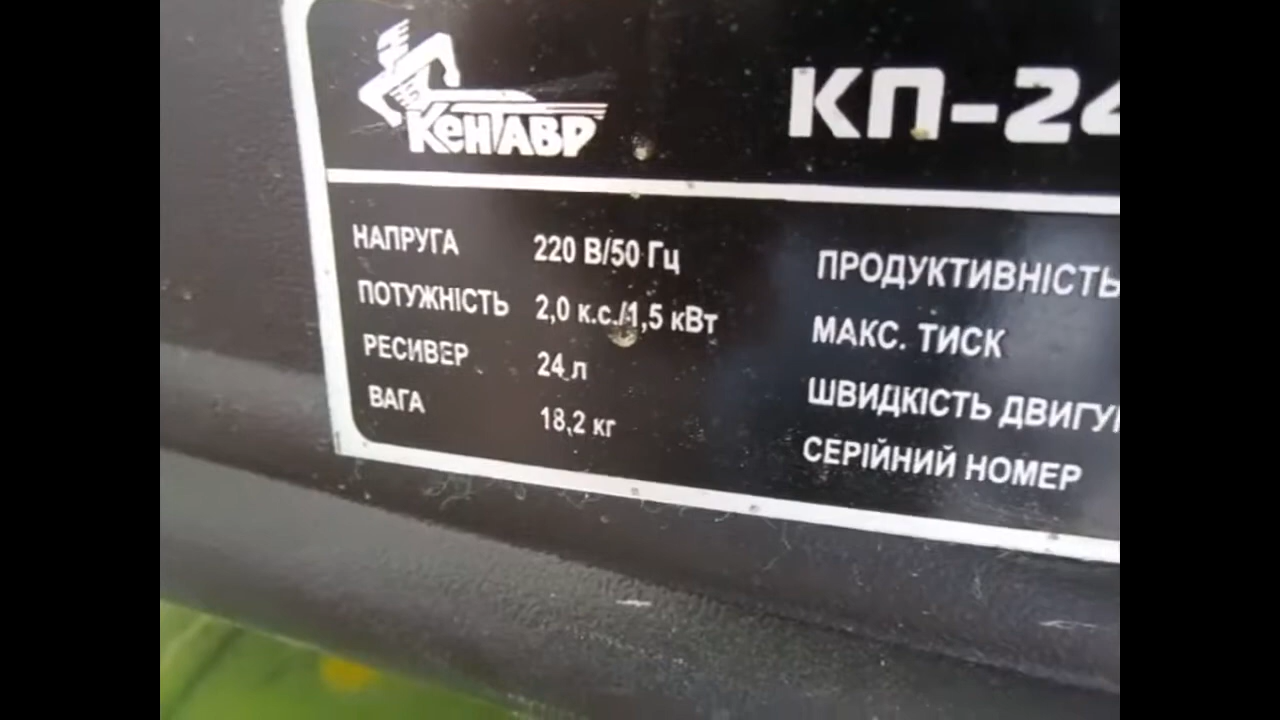 КЕНТАВР
КП-24
НАПРУГА 220 В/50 Гц
ПОТУЖНІСТЬ 2,0 к.с./1,5 кВт
РЕСИВЕР 24 л
ВАГА 18,2 кг
ПРОДУКТИВНІСТЬ
МАКС. ТИСК
ШВИДКІСТЬ ДВИГУ
СЕРІЙНИЙ НОМЕР